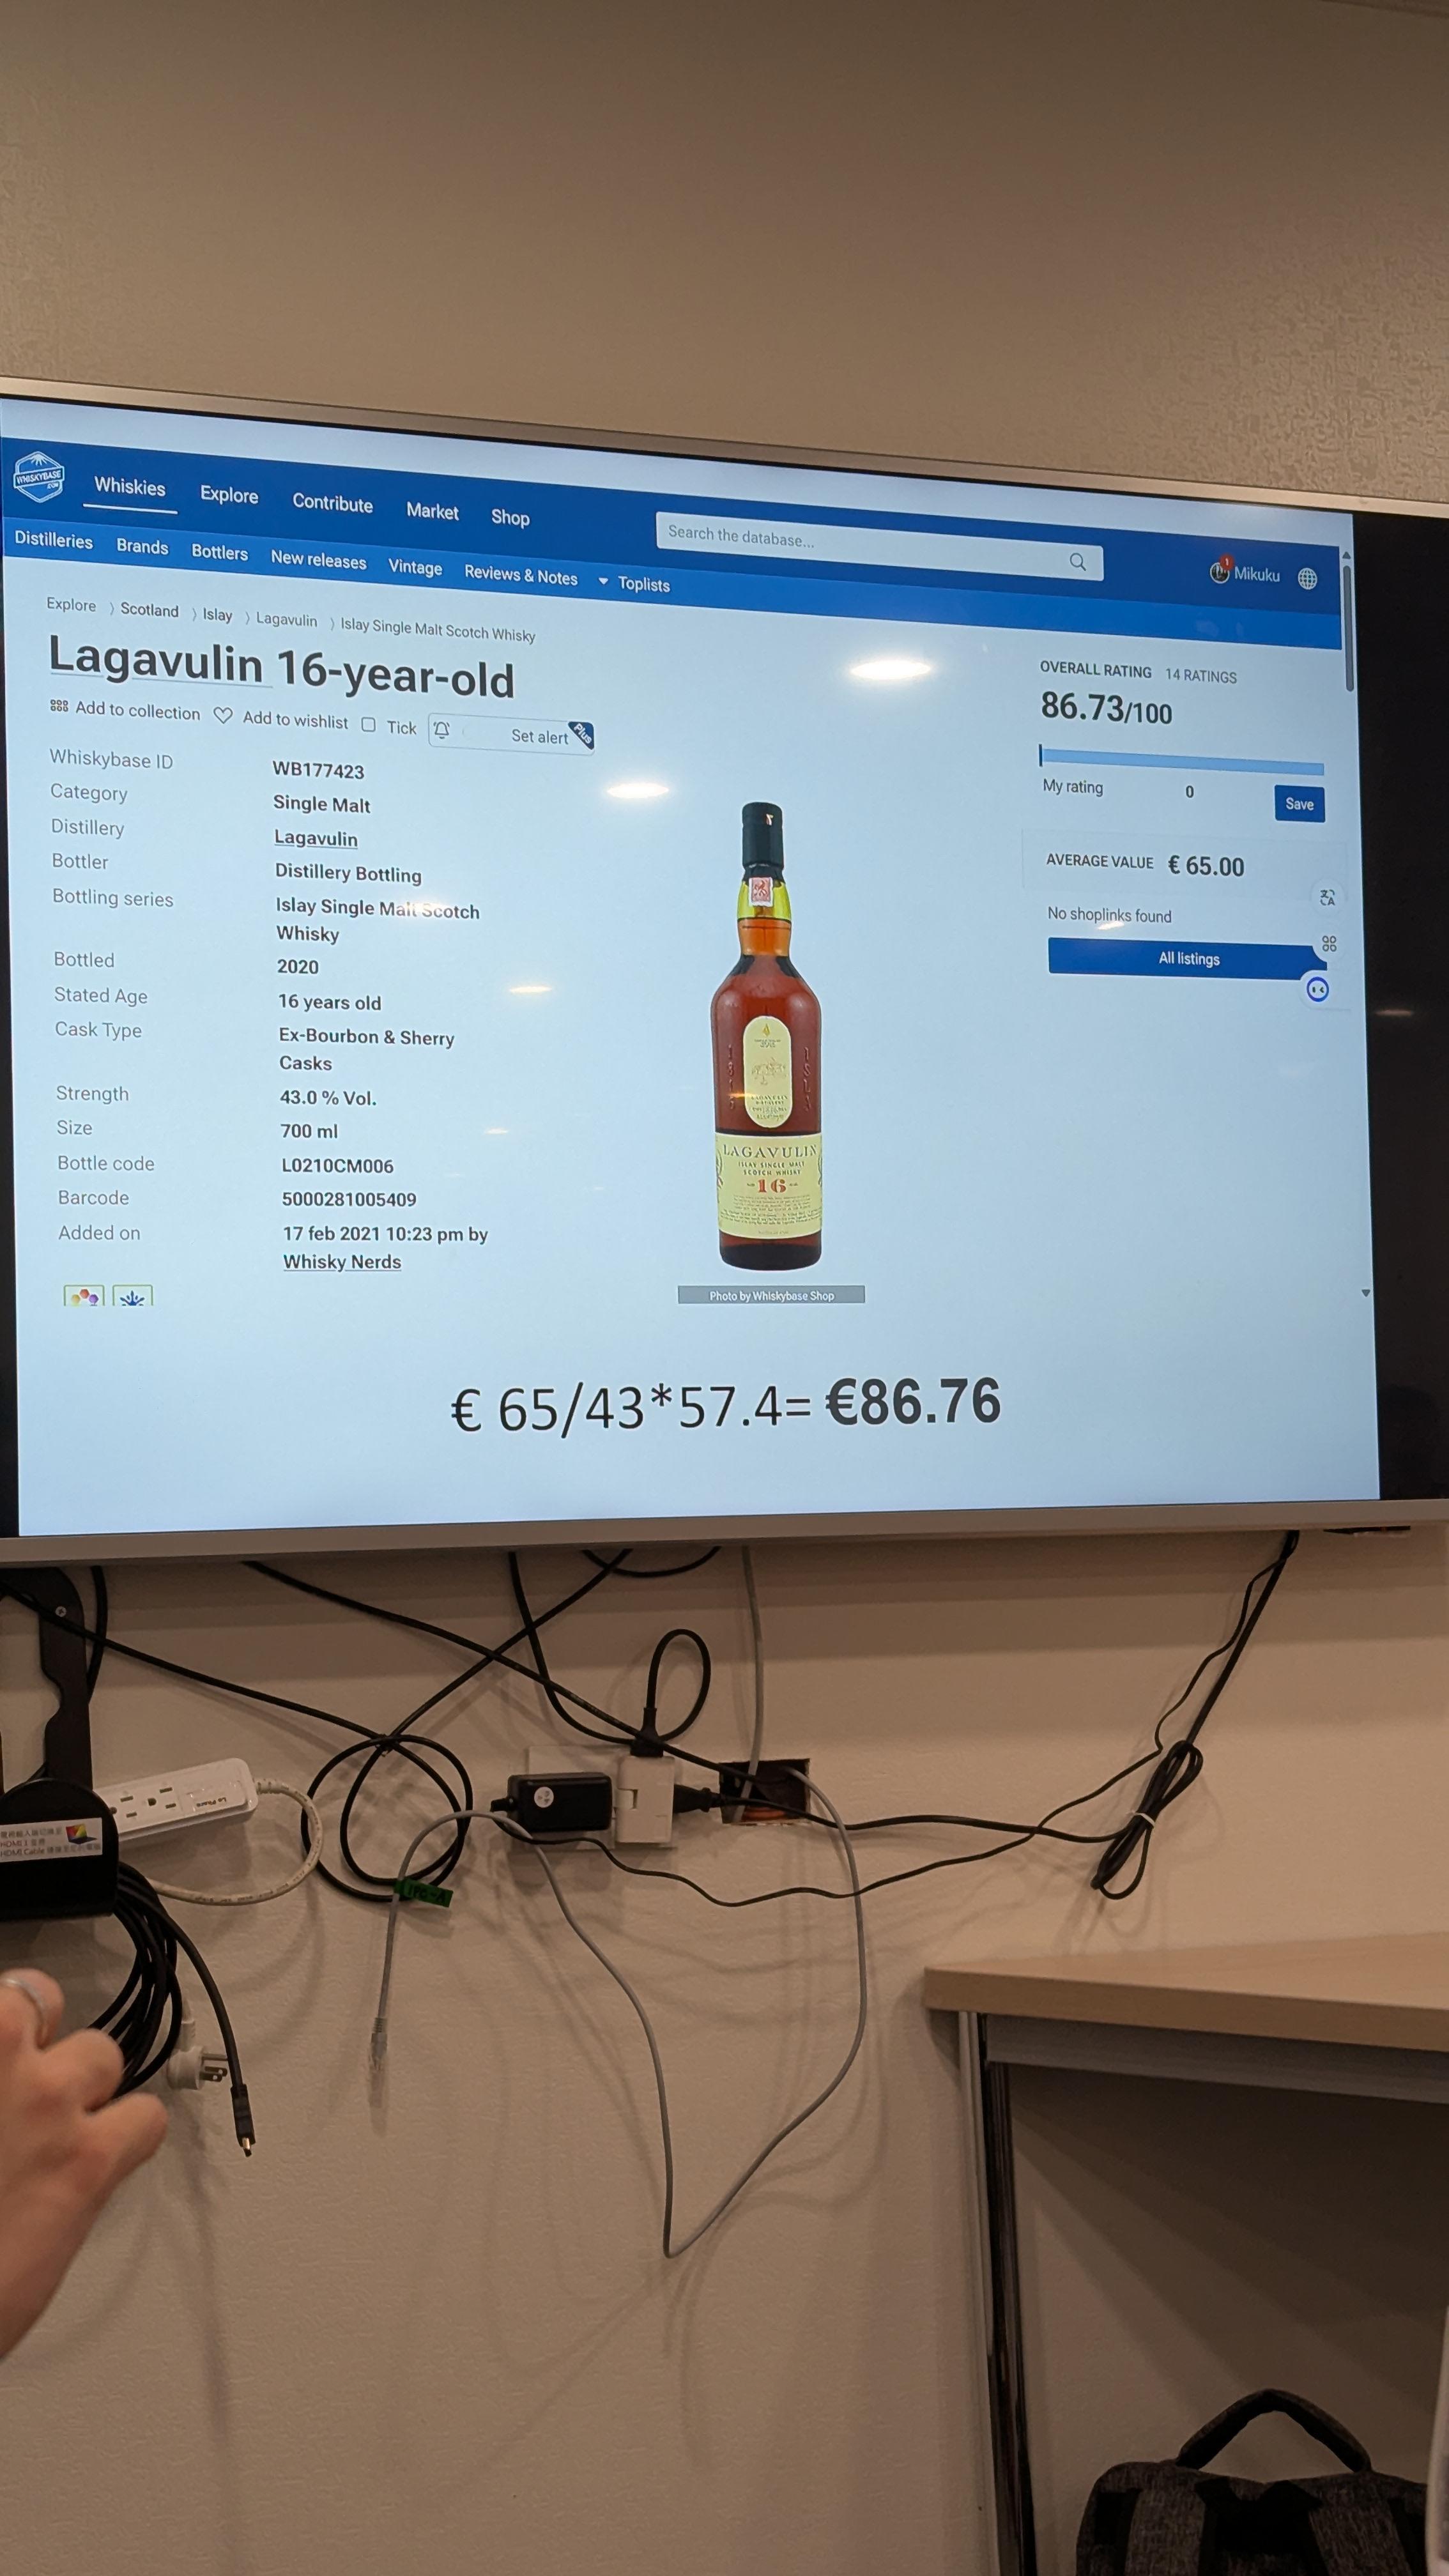 WHISKYBASE
.COM
Whiskies
Explore
Contribute
Market
Shop
Search the database...
1
Mikuku
Distilleries
Brands
Bottlers
New releases
Vintage
Reviews & Notes
Toplists
Explore 〉 Scotland 〉 Islay 〉 Lagavulin 〉 Islay Single Malt Scotch Whisky
Lagavulin 16-year-old
Add to collection
Add to wishlist
Tick
Set alert
Plus
Whiskybase ID WB177423
Category Single Malt
Distillery Lagavulin
Bottler Distillery Bottling
Bottling series Islay Single Malt Scotch
Whisky
Bottled 2020
Stated Age 16 years old
Cask Type Ex-Bourbon & Sherry
Casks
Strength 43.0 % Vol.
Size 700 ml
Bottle code L0210CM006
Barcode 5000281005409
Added on 17 feb 2021 10:23 pm by
Whisky Nerds
LAGAVULIN
ISLAY SINGLE MALT
SCOTCH WHISKY
16
Photo by Whiskybase Shop
OVERALL RATING 14 RATINGS
86.73/100
My rating 0
Save
AVERAGE VALUE € 65.00
No shoplinks found
All listings
€ 65/43*57.4= €86.76
HDMI Cable